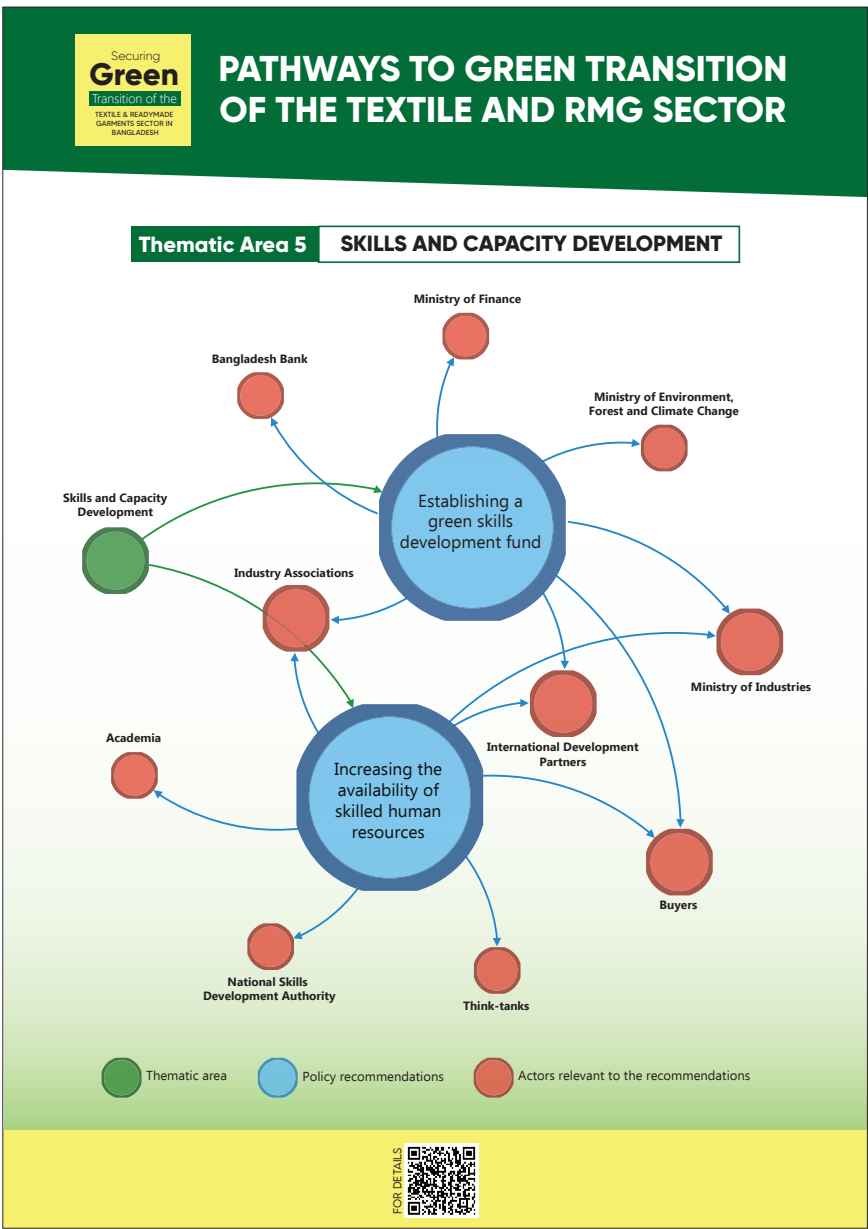 Securing
Green
Transition of the
TEXTILE & READYMADE
GARMENTS SECTOR IN
BANGLADESH
PATHWAYS TO GREEN TRANSITION
OF THE TEXTILE AND RMG SECTOR
Thematic Area 5
SKILLS AND CAPACITY DEVELOPMENT
Ministry of Finance
Bangladesh Bank
Ministry of Environment,
Forest and Climate Change
Skills and Capacity
Development
Establishing a
green skills
development fund
Industry Associations
Ministry of Industries
International Development
Partners
Academia
Increasing the
availability of
skilled human
resources
Buyers
National Skills
Development Authority
Think-tanks
Thematic area
Policy recommendations
Actors relevant to the recommendations
FOR DETAILS